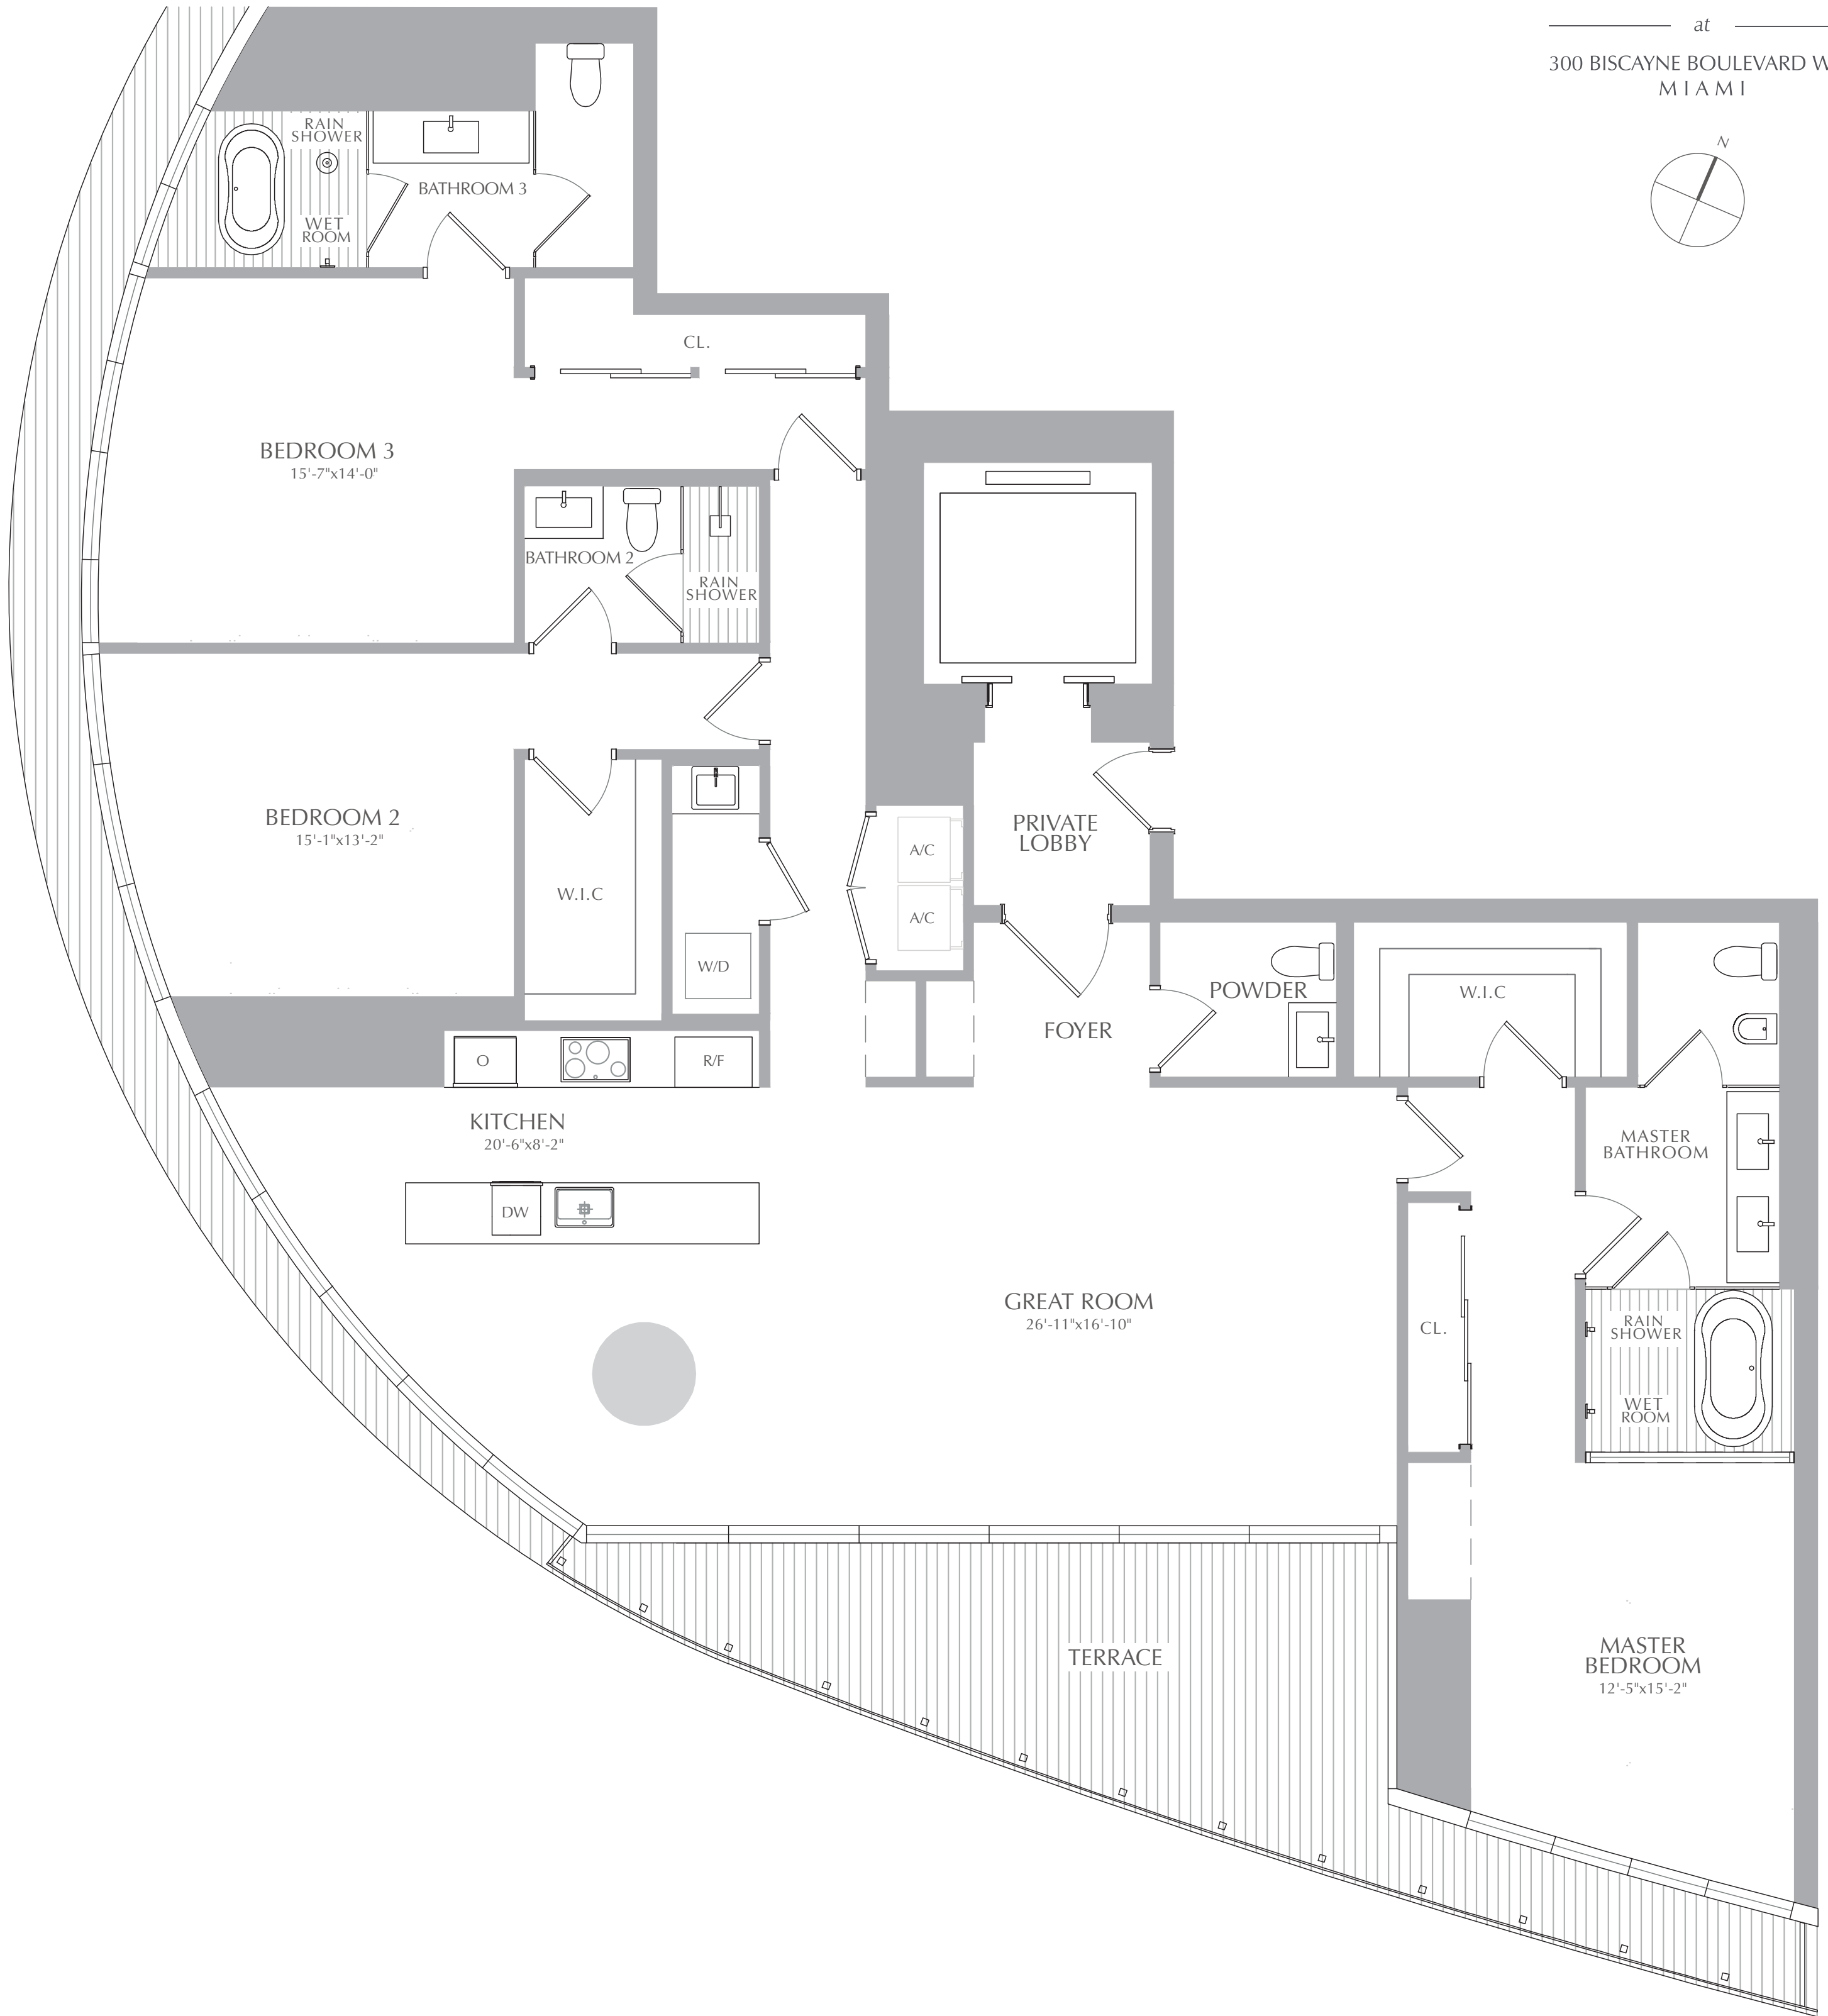 at
300 BISCAYNE BOULEVARD W
MIAMI
N
RAIN
SHOWER
BATHROOM 3
WET
ROOM
CL.
BEDROOM 3
15'-7"x14'-0"
BATHROOM 2
RAIN
SHOWER
BEDROOM 2
15'-1"x13'-2"
W.I.C
W/D
A/C
A/C
PRIVATE
LOBBY
FOYER
POWDER
W.I.C
O
R/F
KITCHEN
20'-6"x8'-2"
DW
MASTER
BATHROOM
GREAT ROOM
26'-11"x16'-10"
CL.
RAIN
SHOWER
WET
ROOM
TERRACE
MASTER
BEDROOM
12'-5"x15'-2"